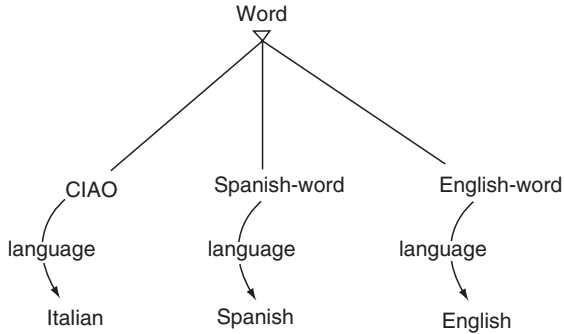 Word
CIAO Spanish-word English-word
language language language
Italian Spanish English